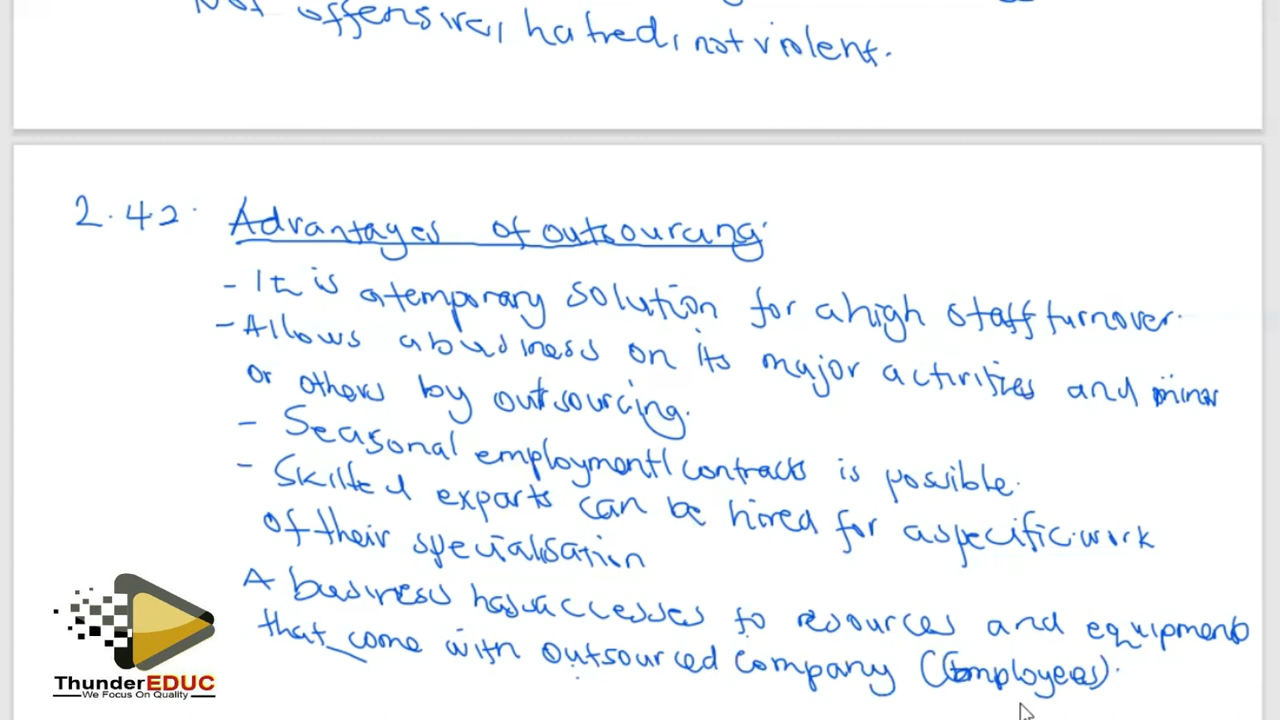 Not offensive, hatred, not violent.
2.42. Advantages of outsourcing.
- It is a temporary solution for a high staff turnover.
- Allows a business on its major activities and minor
or others by outsourcing.
- Seasonal employment/contracts is possible.
- Skilled experts can be hired for a specific work
of their specialisation
A business has accesses to resources and equipments
that come with outsourced company (Employees).
ThunderEDUC
We Focus On Quality